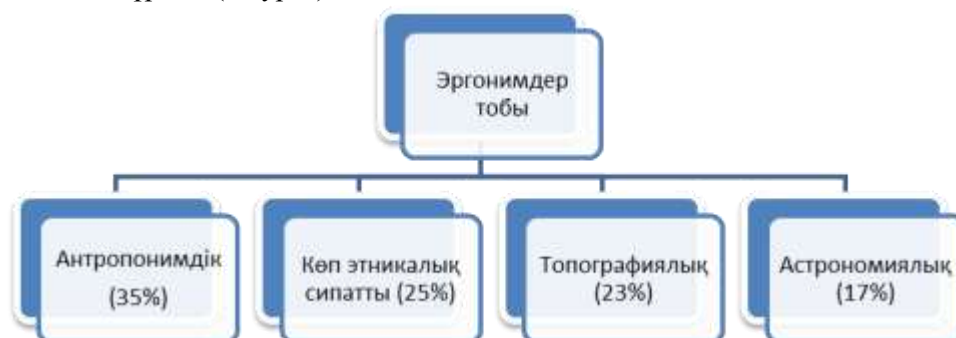 Эргонимдер
тобы
Антропонимдік
(35%)
Көп этникалық
сипатты (25%)
Топографиялық
(23%)
Астрономиялық
(17%)